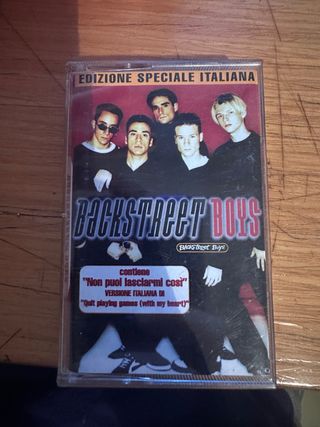 EDIZIONE SPECIALE ITALIANA
BACKSTREET BOYS
BACKSTREET BOYS
contiene
"Non puoi lasciarmi così"
VERSIONE ITALIANA DI
"Quit playing games (with my heart)"